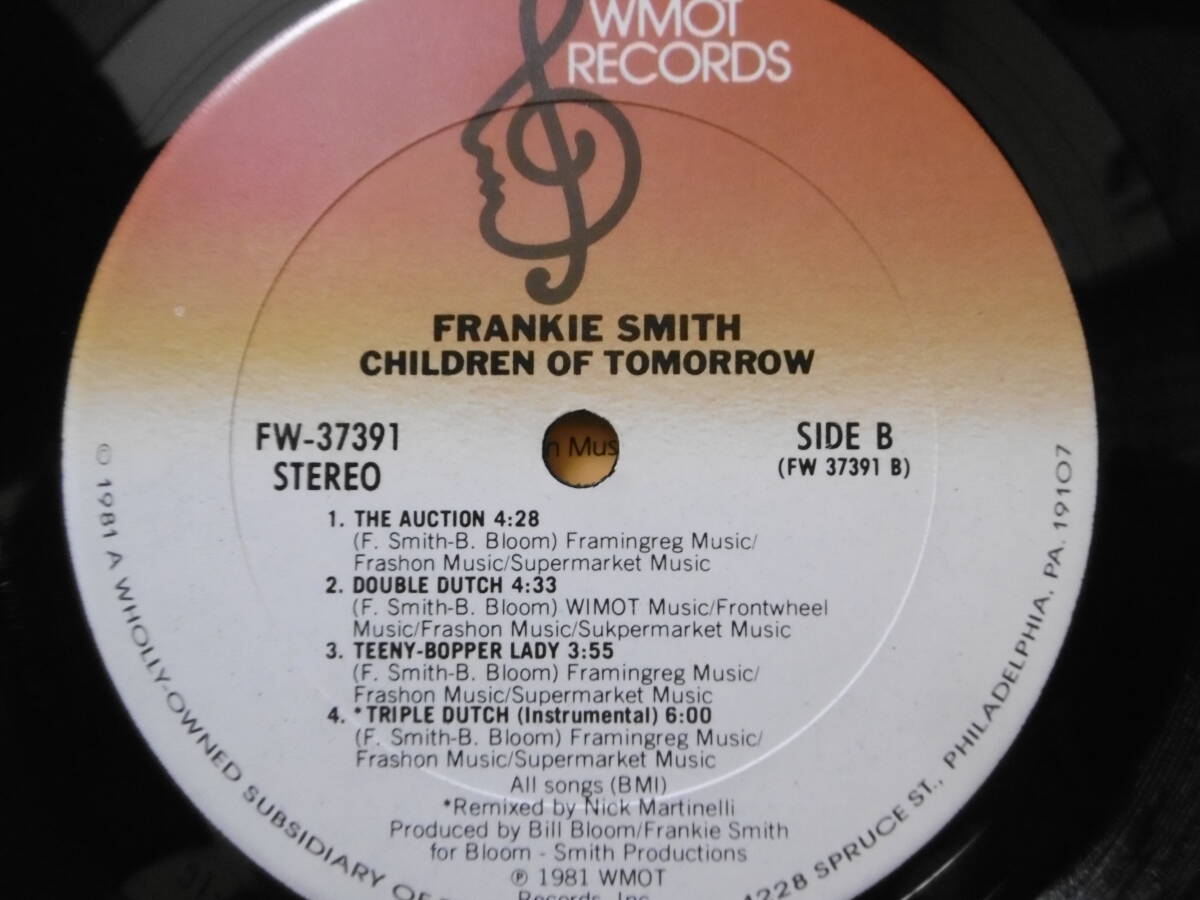 WMOT
RECORDS
FRANKIE SMITH
CHILDREN OF TOMORROW
FW-37391
STEREO
n Mus
SIDE B
(FW 37391 B)
1. THE AUCTION 4:28
(F. Smith-B. Bloom) Framingreg Music/
Frashon Music/Supermarket Music
2. DOUBLE DUTCH 4:33
(F. Smith-B. Bloom) WIMOT Music/Frontwheel
Music/Frashon Music/Sukpermarket Music
3. TEENY-BOPPER LADY 3:55
(F. Smith-B. Bloom) Framingreg Music/
Frashon Music/Supermarket Music
4. *TRIPLE DUTCH (Instrumental) 6:00
(F. Smith-B. Bloom) Framingreg Music/
Frashon Music/Supermarket Music
All songs (BMI)
*Remixed by Nick Martinelli
Produced by Bill Bloom/Frankie Smith
for Bloom - Smith Productions
℗ 1981 WMOT
Records, Inc.
© 1981 A WHOLLY-OWNED SUBSIDIARY OF
4228 SPRUCE ST., PHILADELPHIA, PA. 19107